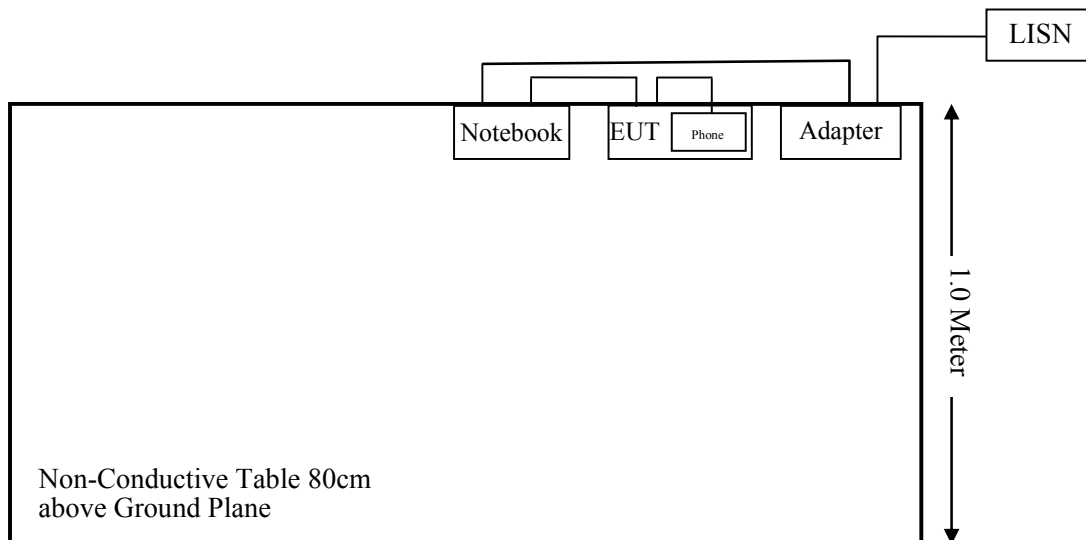 LISN
Notebook
EUT
Phone
Adapter
1.0 Meter
Non-Conductive Table 80cm
above Ground Plane